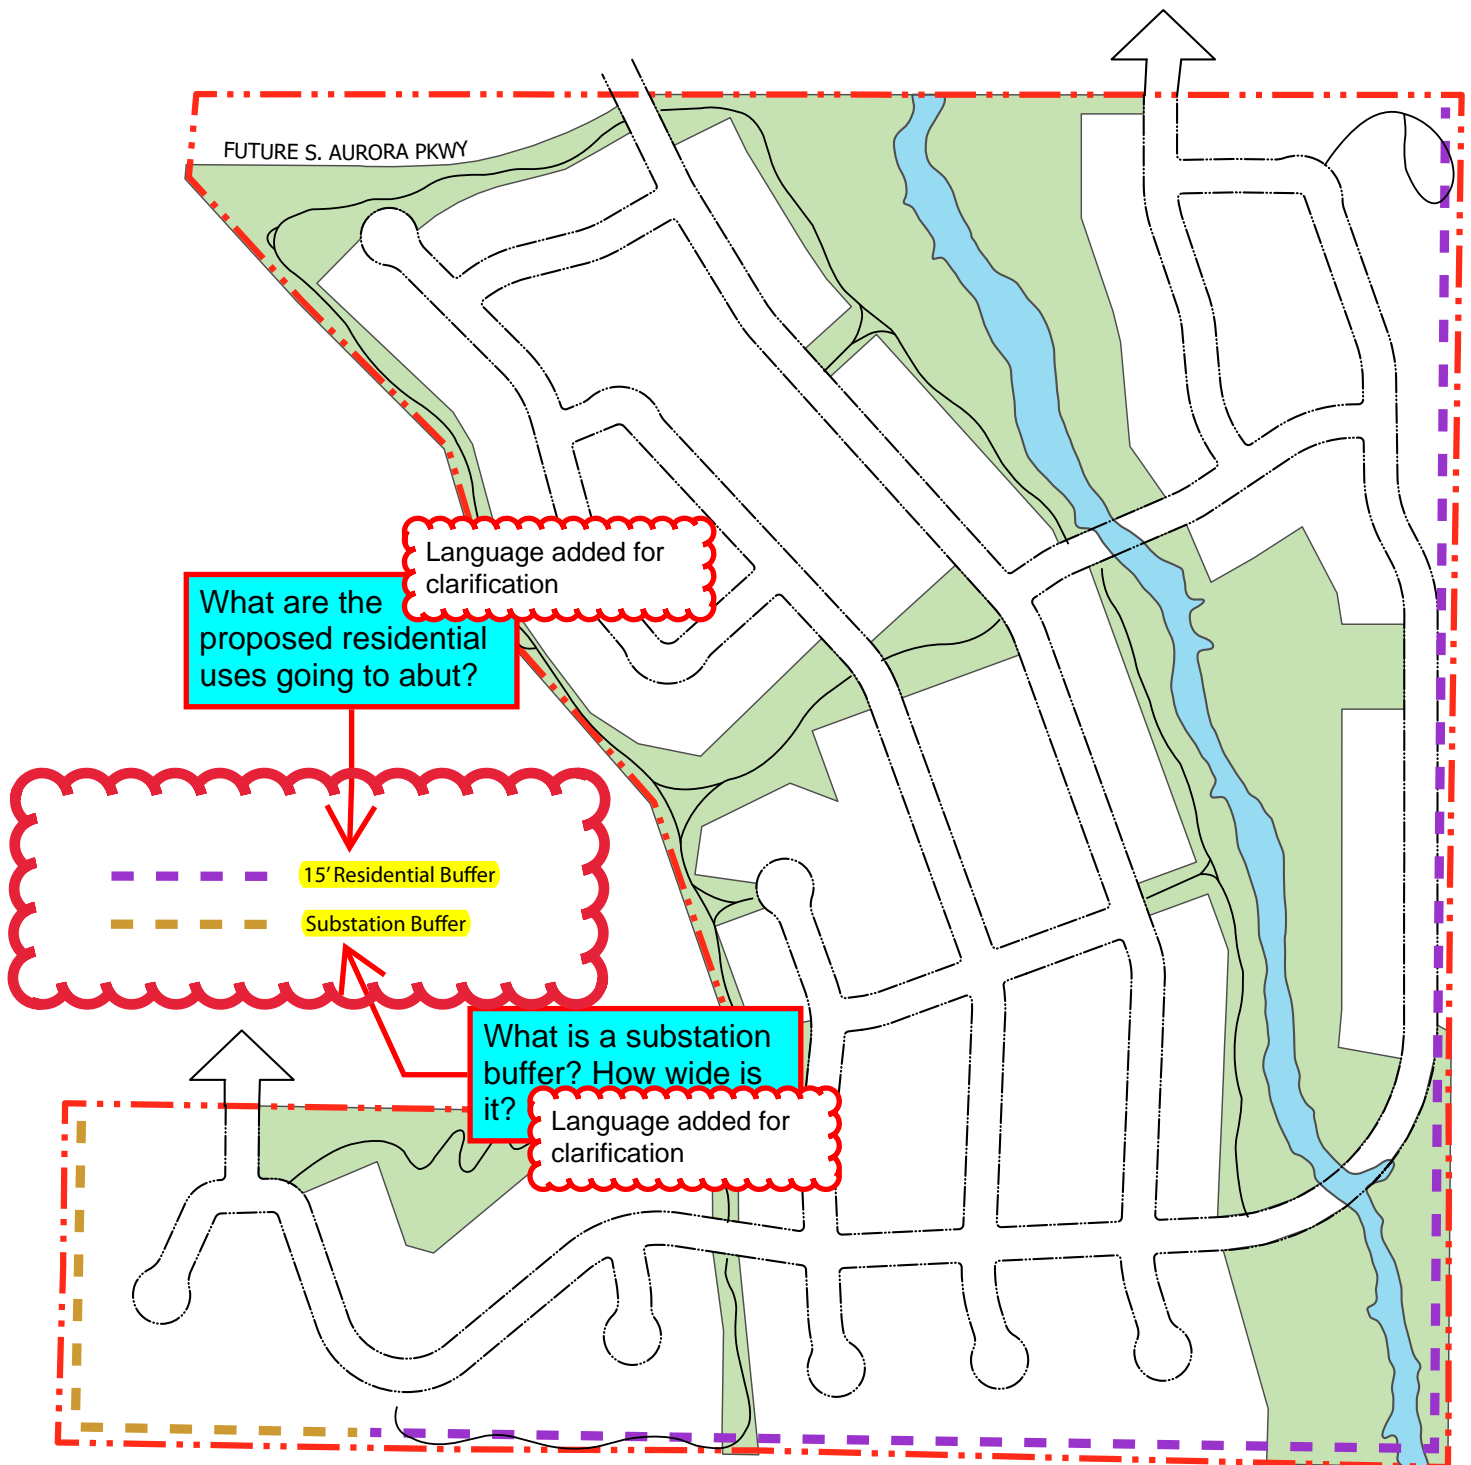 FUTURE S. AURORA PKWY
Language added for
clarification
What are the
proposed residential
uses going to abut?
15' Residential Buffer
Substation Buffer
What is a substation
buffer? How wide is
it?
Language added for
clarification